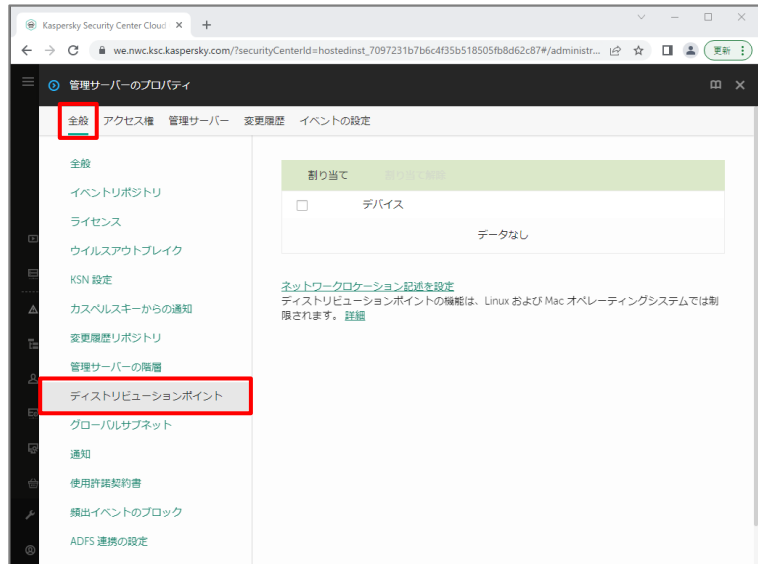 Kaspersky Security Center Cloud
we.nwc.ksc.kaspersky.com/?securityCenterId=hostedinst_7097231b7b6c4f35b518505fb8d62c87#/administr...
更新
管理サーバーのプロパティ
全般 アクセス権 管理サーバー 変更履歴 イベントの設定
全般
イベントリポジトリ
ライセンス
ウイルスアウトブレイク
KSN 設定
カスペルスキーからの通知
変更履歴リポジトリ
管理サーバーの階層
ディストリビューションポイント
グローバルサブネット
通知
使用許諾契約書
頻出イベントのブロック
ADFS 連携の設定
割り当て 割り当て解除
デバイス
データなし
ネットワークロケーション記述を設定
ディストリビューションポイントの機能は、Linux および Mac オペレーティングシステムでは制
限されます。 詳細